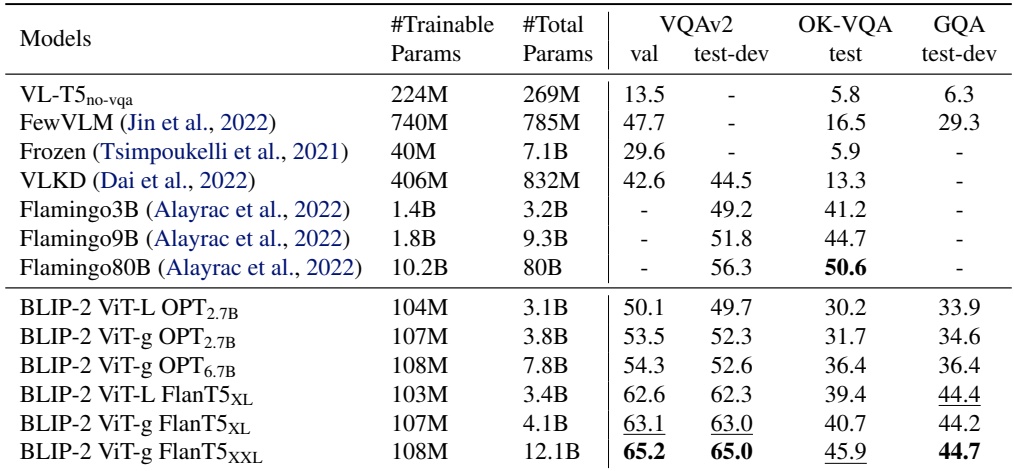 Models #Trainable Params #Total Params VQAv2 OK-VQA GQA
val test-dev test test-dev
VL-T5no-vqa 224M 269M 13.5 - 5.8 6.3
FewVLM (Jin et al., 2022) 740M 785M 47.7 - 16.5 29.3
Frozen (Tsimpoukelli et al., 2021) 40M 7.1B 29.6 - 5.9 -
VLKD (Dai et al., 2022) 406M 832M 42.6 44.5 13.3 -
Flamingo3B (Alayrac et al., 2022) 1.4B 3.2B - 49.2 41.2 -
Flamingo9B (Alayrac et al., 2022) 1.8B 9.3B - 51.8 44.7 -
Flamingo80B (Alayrac et al., 2022) 10.2B 80B - 56.3 50.6 -
BLIP-2 ViT-L OPT2.7B 104M 3.1B 50.1 49.7 30.2 33.9
BLIP-2 ViT-g OPT2.7B 107M 3.8B 53.5 52.3 31.7 34.6
BLIP-2 ViT-g OPT6.7B 108M 7.8B 54.3 52.6 36.4 36.4
BLIP-2 ViT-L FlanT5XL 103M 3.4B 62.6 62.3 39.4 44.4
BLIP-2 ViT-g FlanT5XL 107M 4.1B 63.1 63.0 40.7 44.2
BLIP-2 ViT-g FlanT5XXL 108M 12.1B 65.2 65.0 45.9 44.7